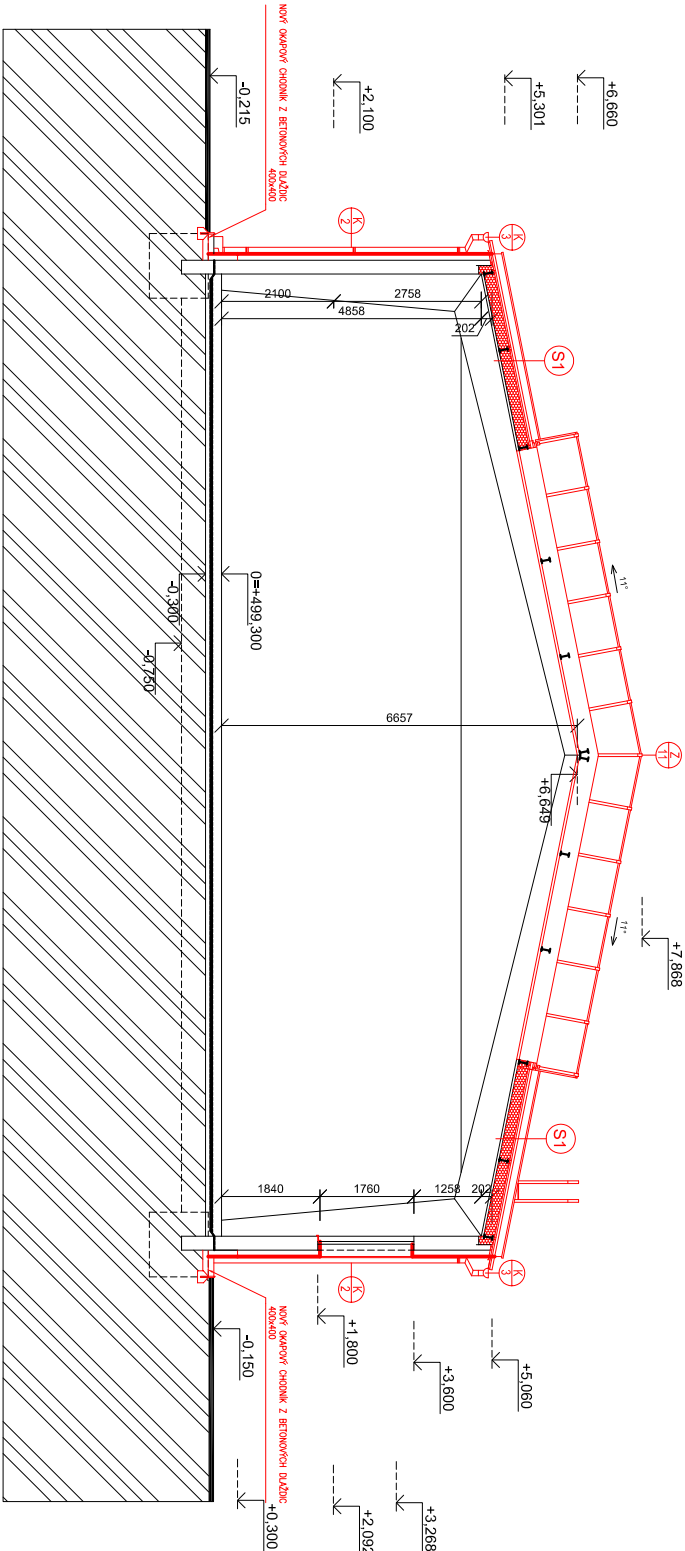 NOVÝ OKAPOVÝ CHODNÍK Z BETONOVÝCH DLAŽDIC
400x400
-0,215
+2,100
+5,301
+6,660
K
2
K
3
2100
2758
4858
202
S1
11°
0=+499,300
-0,300
-0,750
6657
+6,649
Z
11
11°
+7,868
S1
1840
1760
1258
202
K
2
K
3
NOVÝ OKAPOVÝ CHODNÍK Z BETONOVÝCH DLAŽDIC
400x400
-0,150
+1,800
+3,600
+5,060
+0,300
+2,092
+3,268